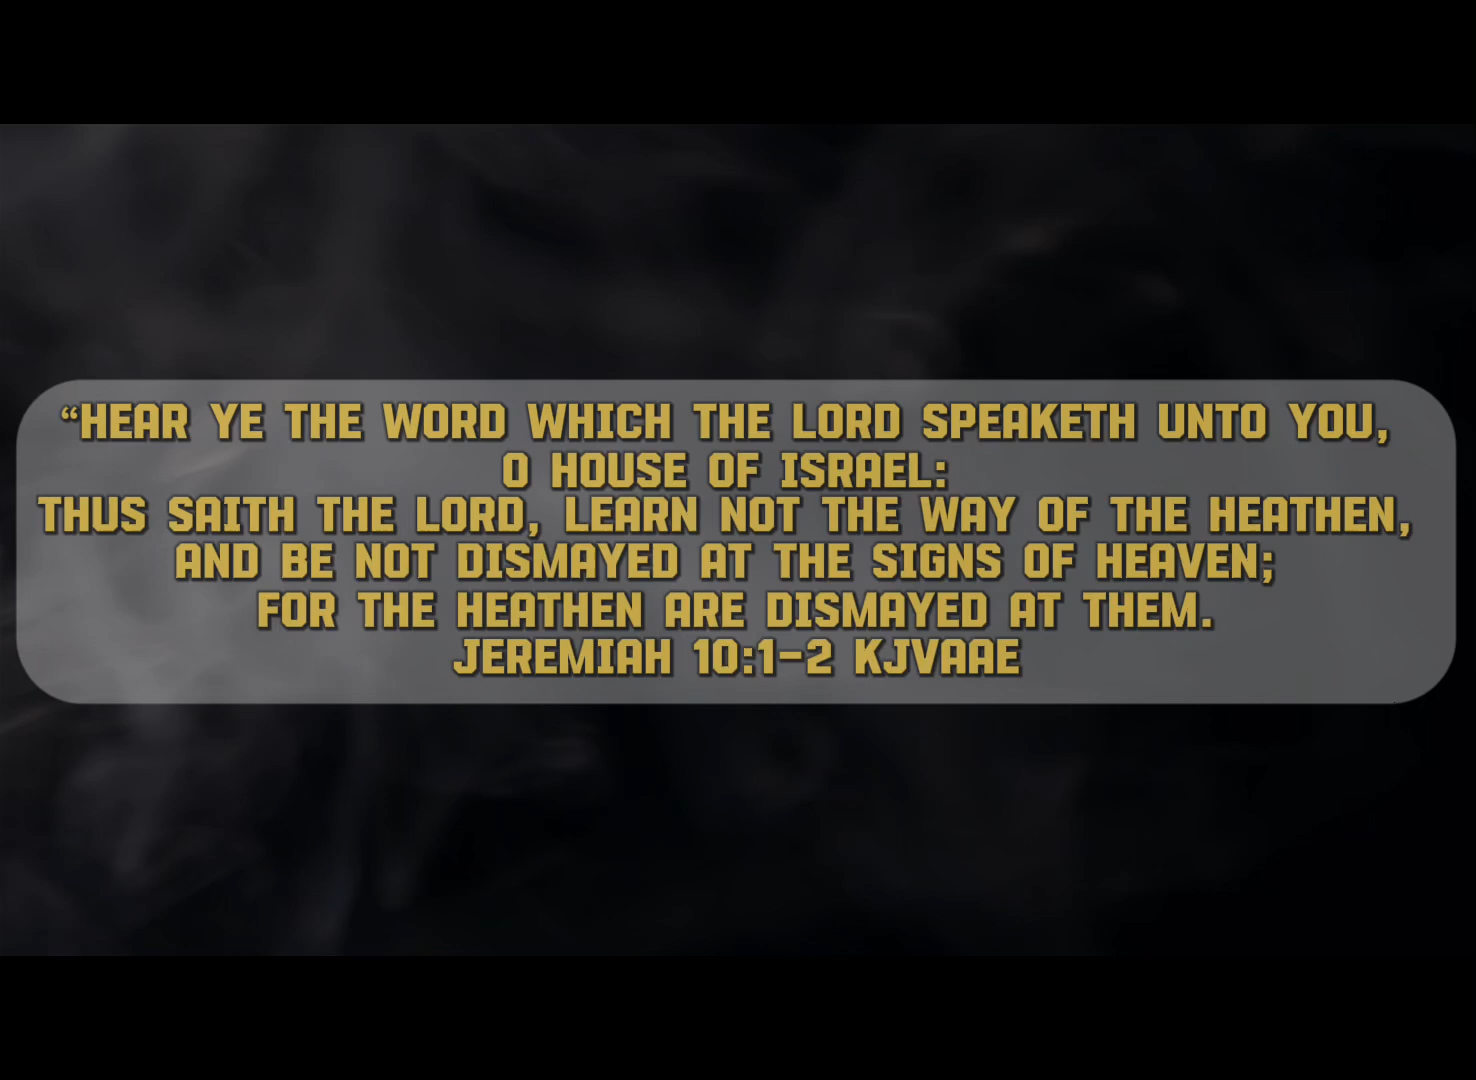 “HEAR YE THE WORD WHICH THE LORD SPEAKETH UNTO YOU,
O HOUSE OF ISRAEL:
THUS SAITH THE LORD, LEARN NOT THE WAY OF THE HEATHEN,
AND BE NOT DISMAYED AT THE SIGNS OF HEAVEN;
FOR THE HEATHEN ARE DISMAYED AT THEM.
JEREMIAH 10:1-2 KJVAAE